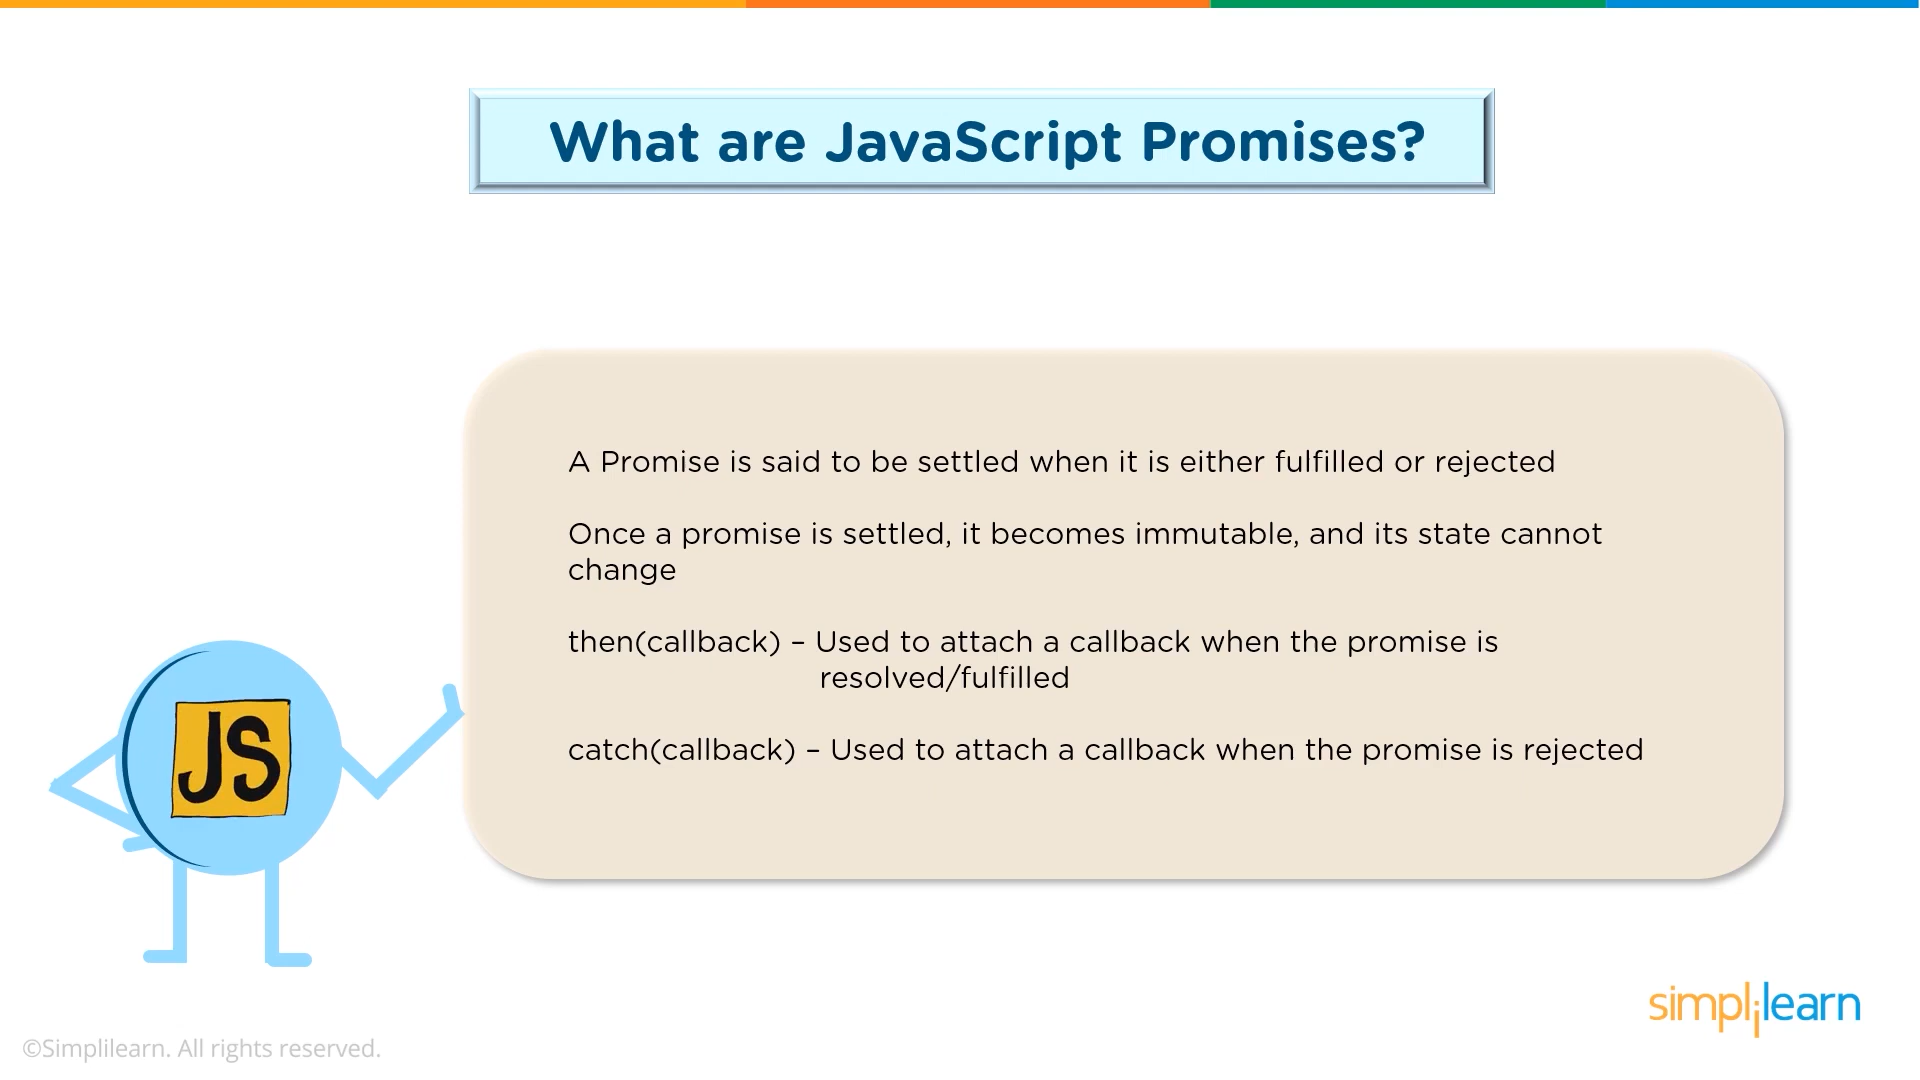 What are JavaScript Promises?
A Promise is said to be settled when it is either fulfilled or rejected
Once a promise is settled, it becomes immutable, and its state cannot
change
then(callback) – Used to attach a callback when the promise is
resolved/fulfilled
catch(callback) – Used to attach a callback when the promise is rejected
JS
simplilearn
©Simplilearn. All rights reserved.